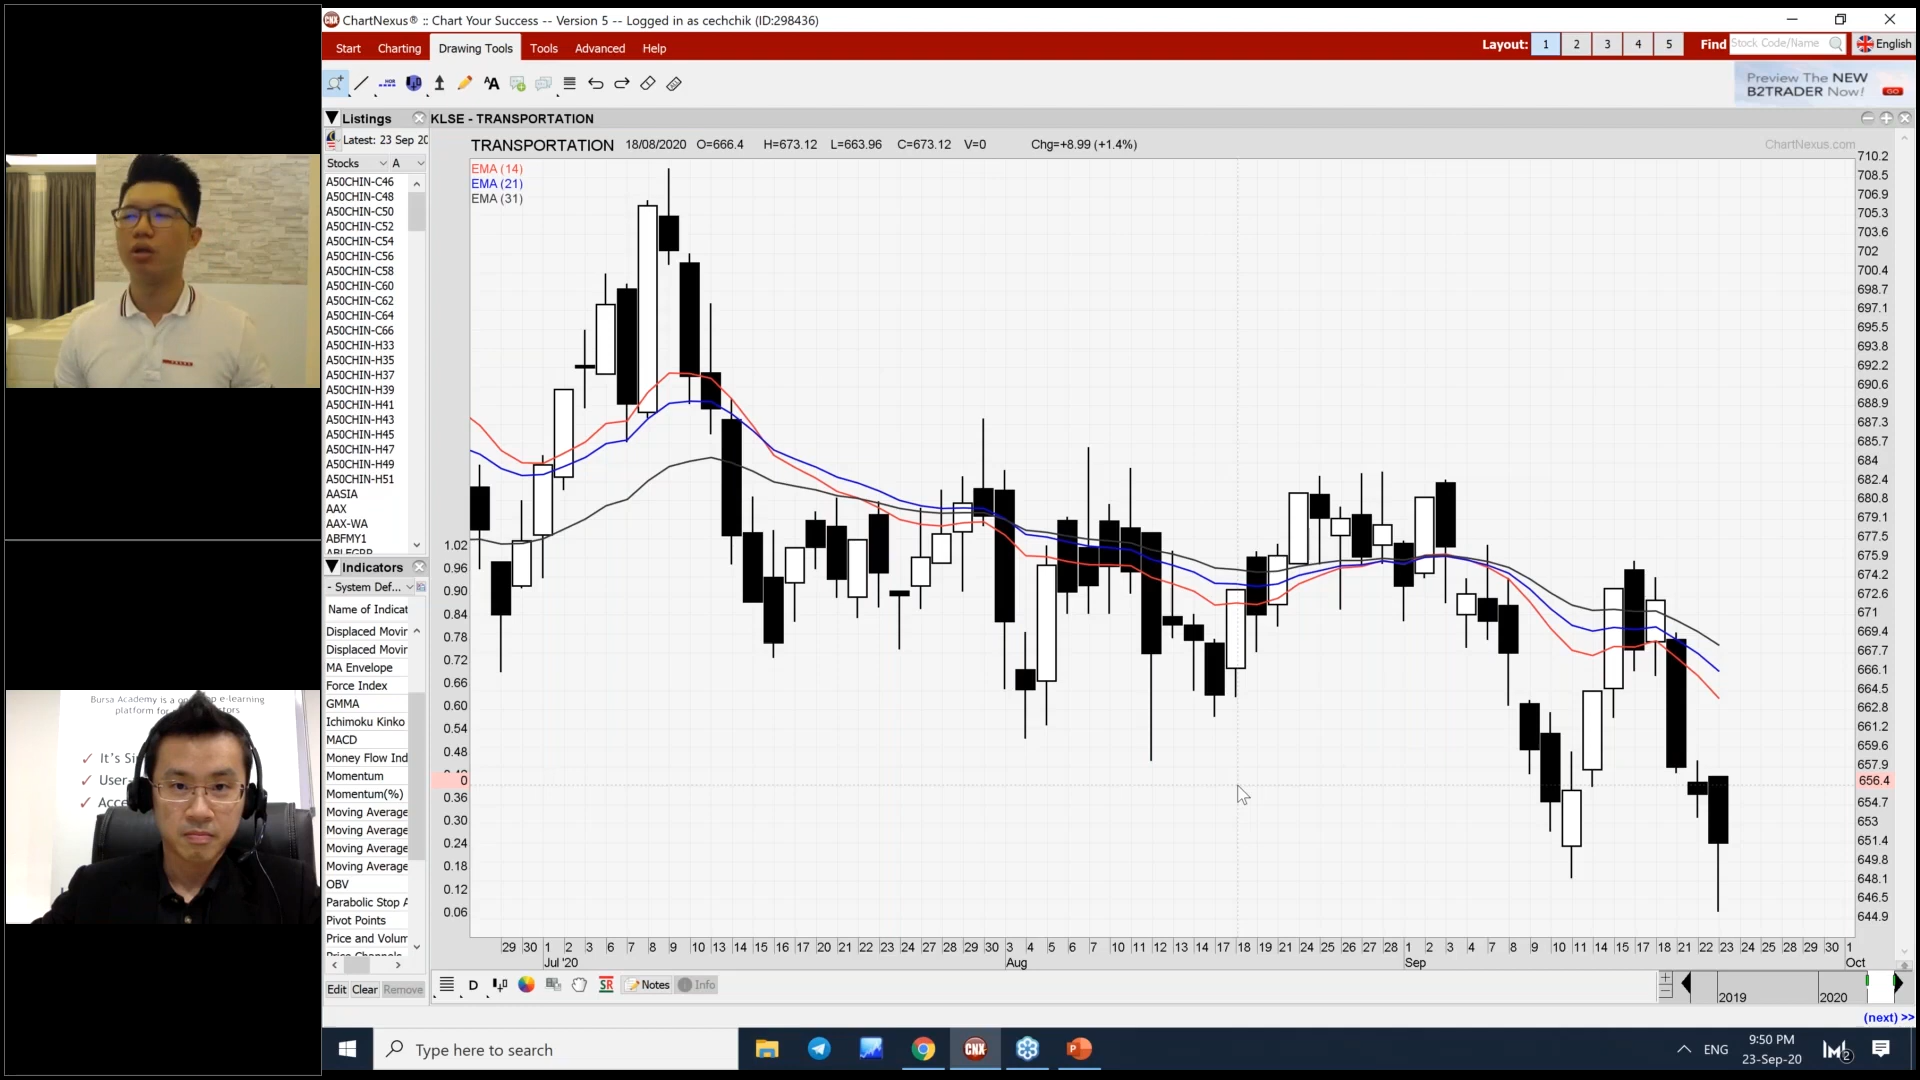 ChartNexus® :: Chart Your Success -- Version 5 -- Logged in as cechchik (ID:298436)
Start Charting Drawing Tools Tools Advanced Help
Layout: 1 2 3 4 5 Find Stock Code/Name English
Preview The NEW
B2TRADER Now! GO
Listings
KLSE - TRANSPORTATION
Latest: 23 Sep 20
TRANSPORTATION 18/08/2020 O=666.4 H=673.12 L=663.96 C=673.12 V=0 Chg=+8.99 (+1.4%)
ChartNexus.com
Stocks A
EMA (14)
EMA (21)
EMA (31)
A50CHIN-C46
A50CHIN-C48
A50CHIN-C50
A50CHIN-C52
A50CHIN-C54
A50CHIN-C56
A50CHIN-C58
A50CHIN-C60
A50CHIN-C62
A50CHIN-C64
A50CHIN-C66
A50CHIN-H33
A50CHIN-H35
A50CHIN-H37
A50CHIN-H39
A50CHIN-H41
A50CHIN-H43
A50CHIN-H45
A50CHIN-H47
A50CHIN-H49
A50CHIN-H51
AASIA
AAX
AAX-WA
ABFMY1
Indicators
- System Def...
Name of Indicat
Displaced Movir
Displaced Movir
MA Envelope
Force Index
GMMA
Ichimoku Kinko
MACD
Money Flow Ind
Momentum
Momentum(%)
Moving Average
Moving Average
Moving Average
Moving Average
OBV
Parabolic Stop A
Pivot Points
Price and Volum
Edit Clear Remove
1.02
0.96
0.90
0.84
0.78
0.72
0.66
0.60
0.54
0.48
0
0.36
0.30
0.24
0.18
0.12
0.06
710.2
708.5
706.9
705.3
703.6
702
700.4
698.7
697.1
695.5
693.8
692.2
690.6
688.9
687.3
685.7
684
682.4
680.8
679.1
677.5
675.9
674.2
672.6
671
669.4
667.7
666.1
664.5
662.8
661.2
659.6
657.9
656.4
654.7
653
651.4
649.8
648.1
646.5
644.9
29 30 1 2 3 6 7 8 9 10 13 14 15 16 17 20 21 22 23 24 27 28 29 30 3 4 5 6 7 10 11 12 13 14 17 18 19 21 24 25 26 27 28 1 2 3 4 7 8 9 10 11 14 15 17 18 21 22 23 24 25 28 29 30 1
Jul '20 Aug Sep Oct
D SR Notes Info
2019 2020
(next) >>
Type here to search
CNX
ENG
9:50 PM
23-Sep-20
2
Bursa Academy is a
e-learning
platform for
✓ It's
✓ User-
✓